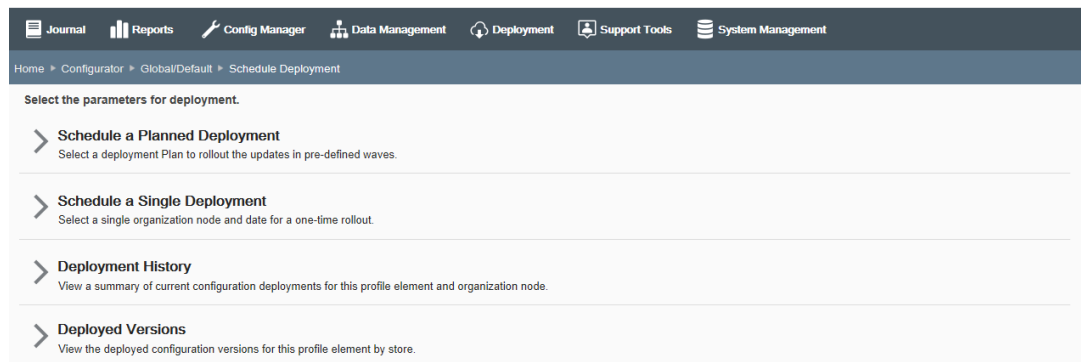 Journal Reports Config Manager Data Management Deployment Support Tools System Management
Home Configurator Global/Default Schedule Deployment
Select the parameters for deployment.
Schedule a Planned Deployment
Select a deployment Plan to rollout the updates in pre-defined waves.
Schedule a Single Deployment
Select a single organization node and date for a one-time rollout.
Deployment History
View a summary of current configuration deployments for this profile element and organization node.
Deployed Versions
View the deployed configuration versions for this profile element by store.